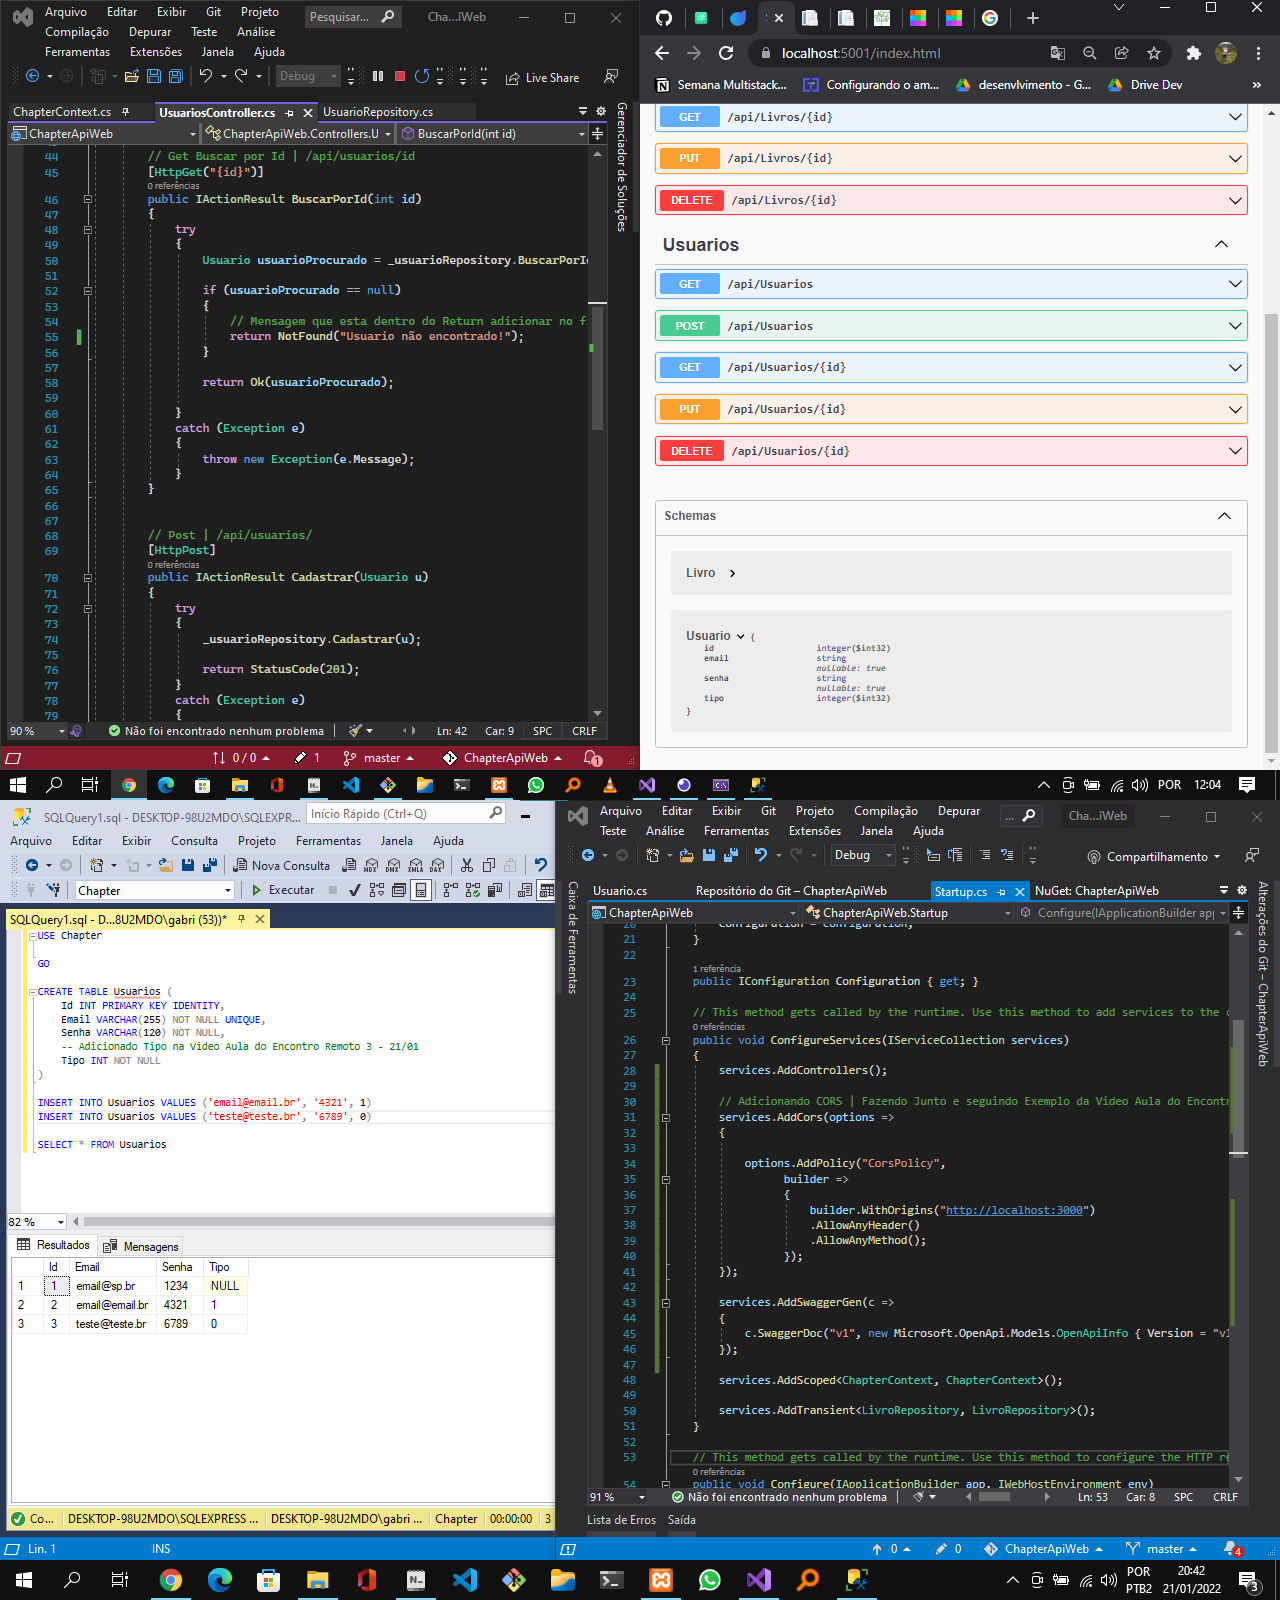 Arquivo Editar Exibir Git Projeto Pesquisar... Cha...iWeb
Compilação Depurar Teste Análise
Ferramentas Extensões Janela Ajuda
Debug Live Share
ChapterContext.cs UsuariosController.cs UsuarioRepository.cs
ChapterApiWeb ChapterApiWeb.Controllers.U BuscarPorId(int id)
Gerenciador de Soluções
44 // Get Buscar por Id | /api/usuarios/id
45 [HttpGet("{id}")]
0 referências
46 public IActionResult BuscarPorId(int id)
47 {
48 try
49 {
50 Usuario usuarioProcurado = _usuarioRepository.BuscarPorId
51
52 if (usuarioProcurado == null)
53 {
54 // Mensagem que esta dentro do Return adicionar no f
55 return NotFound("Usuario não encontrado!");
56 }
57
58 return Ok(usuarioProcurado);
59
60 }
61 catch (Exception e)
62 {
63 throw new Exception(e.Message);
64 }
65 }
66
67
68 // Post | /api/usuarios/
69 [HttpPost]
0 referências
70 public IActionResult Cadastrar(Usuario u)
71 {
72 try
73 {
74 _usuarioRepository.Cadastrar(u);
75
76 return StatusCode(201);
77 }
78 catch (Exception e)
79 {
90 % Não foi encontrado nenhum problema Ln: 42 Car: 9 SPC CRLF
0 / 0 1 master ChapterApiWeb 1
localhost:5001/index.html
Semana Multistack... Configurando o am... desenvlvimento - G... Drive Dev »
GET /api/Livros/{id}
PUT /api/Livros/{id}
DELETE /api/Livros/{id}
Usuarios
GET /api/Usuarios
POST /api/Usuarios
GET /api/Usuarios/{id}
PUT /api/Usuarios/{id}
DELETE /api/Usuarios/{id}
Schemas
Livro
Usuario {
id integer($int32)
email string
nullable: true
senha string
nullable: true
tipo integer($int32)
}
POR 12:04
SQLQuery1.sql - DESKTOP-98U2MDO\SQLEXPR... Início Rápido (Ctrl+Q)
Arquivo Editar Exibir Consulta Projeto Ferramentas Janela Ajuda
Nova Consulta MDX DMX XMLA DAX
Chapter Executar
SQLQuery1.sql - D...8U2MDO\gabri (53))*
USE Chapter
GO
CREATE TABLE Usuarios (
Id INT PRIMARY KEY IDENTITY,
Email VARCHAR(255) NOT NULL UNIQUE,
Senha VARCHAR(120) NOT NULL,
-- Adicionado Tipo na Video Aula do Encontro Remoto 3 - 21/01
Tipo INT NOT NULL
)
INSERT INTO Usuarios VALUES ('email@email.br', '4321', 1)
INSERT INTO Usuarios VALUES ('teste@teste.br', '6789', 0)
SELECT * FROM Usuarios
82 %
Resultados Mensagens
Id Email Senha Tipo
1 1 email@sp.br 1234 NULL
2 2 email@email.br 4321 1
3 3 teste@teste.br 6789 0
Co... DESKTOP-98U2MDO\SQLEXPRESS ... DESKTOP-98U2MDO\gabri ... Chapter 00:00:00 3
Lin. 1 INS
Arquivo Editar Exibir Git Projeto Compilação Depurar ... Cha...iWeb
Teste Análise Ferramentas Extensões Janela Ajuda
Debug Compartilhamento
Caixa de Ferramentas
Usuario.cs Repositório do Git – ChapterApiWeb Startup.cs NuGet: ChapterApiWeb
Alterações do Git – ChapterApiWeb
ChapterApiWeb ChapterApiWeb.Startup Configure(IApplicationBuilder app
20 Configuration = configuration;
21 }
22
1 referência
23 public IConfiguration Configuration { get; }
24
25 // This method gets called by the runtime. Use this method to add services to the c
0 referências
26 public void ConfigureServices(IServiceCollection services)
27 {
28 services.AddControllers();
29
30 // Adicionando CORS | Fazendo Junto e seguindo Exemplo da Video Aula do Encontr
31 services.AddCors(options =>
32 {
33
34 options.AddPolicy("CorsPolicy",
35 builder =>
36 {
37 builder.WithOrigins("http://localhost:3000")
38 .AllowAnyHeader()
39 .AllowAnyMethod();
40 });
41 });
42
43 services.AddSwaggerGen(c =>
44 {
45 c.SwaggerDoc("v1", new Microsoft.OpenApi.Models.OpenApiInfo { Version = "v1
46 });
47
48 services.AddScoped<ChapterContext, ChapterContext>();
49
50 services.AddTransient<LivroRepository, LivroRepository>();
51 }
52
53 // This method gets called by the runtime. Use this method to configure the HTTP re
0 referências
54 public void Configure(IApplicationBuilder app, IWebHostEnvironment env)
91 % Não foi encontrado nenhum problema Ln: 53 Car: 8 SPC CRLF
Lista de Erros Saída
0 0 ChapterApiWeb master 4
POR
PTB2
20:42
21/01/2022
3